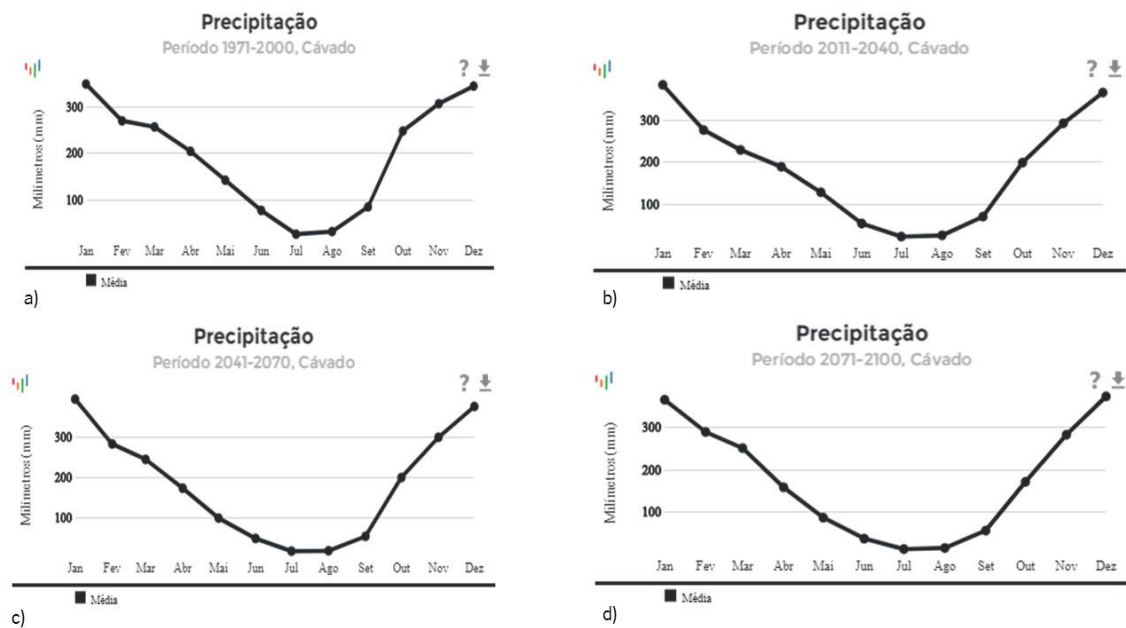 Precipitação
Período 1971-2000, Cávado
?
Milímetros (mm)
300
200
100
Jan Fev Mar Abr Mai Jun Jul Ago Set Out Nov Dez
Média
a)
Precipitação
Período 2011-2040, Cávado
?
Milímetros (mm)
300
200
100
Jan Fev Mar Abr Mai Jun Jul Ago Set Out Nov Dez
Média
b)
Precipitação
Período 2041-2070, Cávado
?
Milímetros (mm)
300
200
100
Jan Fev Mar Abr Mai Jun Jul Ago Set Out Nov Dez
Média
c)
Precipitação
Período 2071-2100, Cávado
?
Milímetros (mm)
300
200
100
Jan Fev Mar Abr Mai Jun Jul Ago Set Out Nov Dez
Média
d)